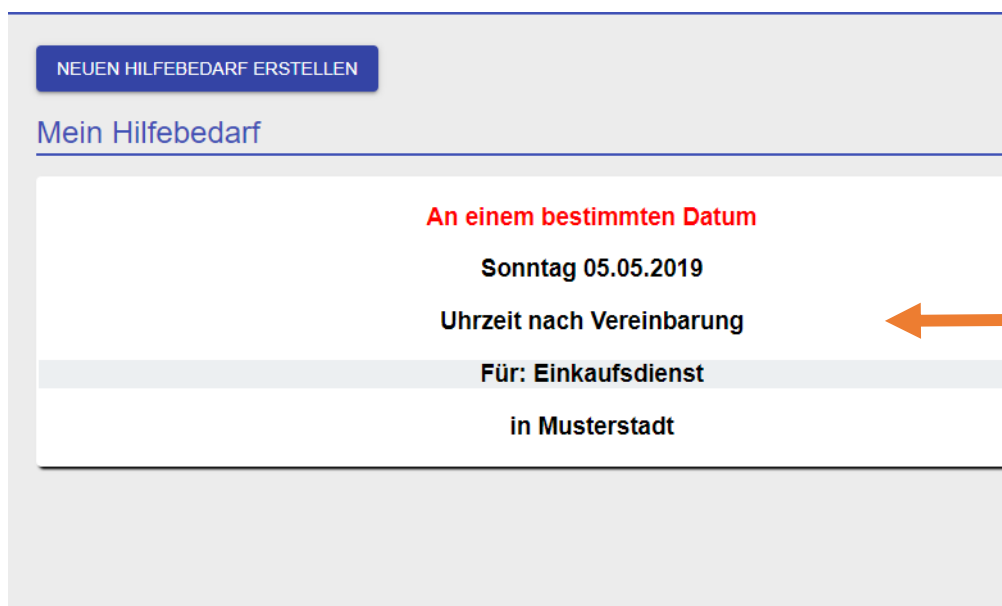 NEUEN HILFEBEDARF ERSTELLEN
Mein Hilfebedarf
An einem bestimmten Datum
Sonntag 05.05.2019
Uhrzeit nach Vereinbarung
Für: Einkaufsdienst
in Musterstadt